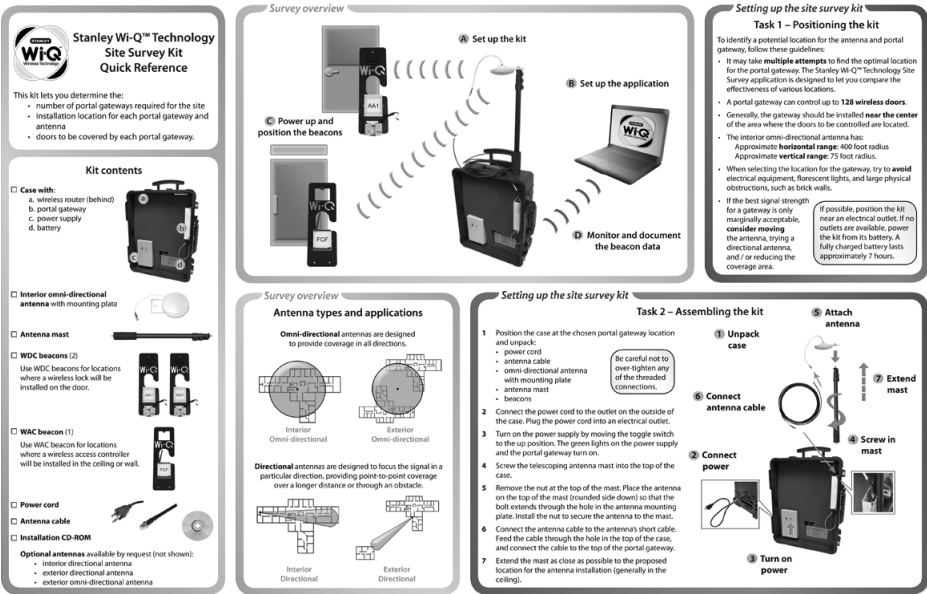 STANLEY
Wi-Q
Wireless Technology
Stanley Wi-Q™ Technology
Site Survey Kit
Quick Reference
This kit lets you determine the:
• number of portal gateways required for the site
• installation location for each portal gateway and
antenna
• doors to be covered by each portal gateway.
Kit contents
Case with:
a. wireless router (behind)
b. portal gateway
c. power supply
d. battery
a
b
c
d
Interior omni-directional
antenna with mounting plate
Antenna mast
WDC beacons (2)
Use WDC beacons for locations
where a wireless lock will be
installed on the door.
Wi-Q
AA1
Wi-Q
AA1
WAC beacon (1)
Use WAC beacon for locations
where a wireless access controller
will be installed in the ceiling or wall.
Wi-Q
FCF
Power cord
Antenna cable
Installation CD-ROM
Optional antennas available by request (not shown):
• interior directional antenna
• exterior directional antenna
• exterior omni-directional antenna
Survey overview
A Set up the kit
B Set up the application
C Power up and
position the beacons
D Monitor and document
the beacon data
Wi-Q
AA1
Wi-Q
FCF
STANLEY
Wi-Q
Survey overview
Antenna types and applications
Omni-directional antennas are designed
to provide coverage in all directions.
Interior
Omni-directional
Exterior
Omni-directional
Directional antennas are designed to focus the signal in a
particular direction, providing point-to-point coverage
over a longer distance or through an obstacle.
Interior
Directional
Exterior
Directional
Setting up the site survey kit
Task 1 – Positioning the kit
To identify a potential location for the antenna and portal
gateway, follow these guidelines:
• It may take multiple attempts to find the optimal location
for the portal gateway. The Stanley Wi-Q™ Technology Site
Survey application is designed to let you compare the
effectiveness of various locations.
• A portal gateway can control up to 128 wireless doors.
• Generally, the gateway should be installed near the center
of the area where the doors to be controlled are located.
• The interior omni-directional antenna has:
Approximate horizontal range: 400 foot radius
Approximate vertical range: 75 foot radius.
• When selecting the location for the gateway, try to avoid
electrical equipment, florescent lights, and large physical
obstructions, such as brick walls.
• If the best signal strength
for a gateway is only
marginally acceptable,
consider moving
the antenna, trying a
directional antenna,
and / or reducing the
coverage area.
If possible, position the kit
near an electrical outlet. If no
outlets are available, power
the kit from its battery. A
fully charged battery lasts
approximately 7 hours.
Setting up the site survey kit
Task 2 – Assembling the kit
1 Position the case at the chosen portal gateway location
and unpack:
• power cord
• antenna cable
• omni-directional antenna
with mounting plate
• antenna mast
• beacons
Be careful not to
over-tighten any
of the threaded
connections.
2 Connect the power cord to the outlet on the outside of
the case. Plug the power cord into an electrical outlet.
3 Turn on the power supply by moving the toggle switch
to the up position. The green lights on the power supply
and the portal gateway turn on.
4 Screw the telescoping antenna mast into the top of the
case.
5 Remove the nut at the top of the mast. Place the antenna
on the top of the mast (rounded side down) so that the
bolt extends through the hole in the antenna mounting
plate. Install the nut to secure the antenna to the mast.
6 Connect the antenna cable to the antenna's short cable.
Feed the cable through the hole in the top of the case,
and connect the cable to the top of the portal gateway.
7 Extend the mast as close as possible to the proposed
location for the antenna installation (generally in the
ceiling).
1 Unpack
case
2 Connect
power
3 Turn on
power
4 Screw in
mast
5 Attach
antenna
6 Connect
antenna cable
7 Extend
mast